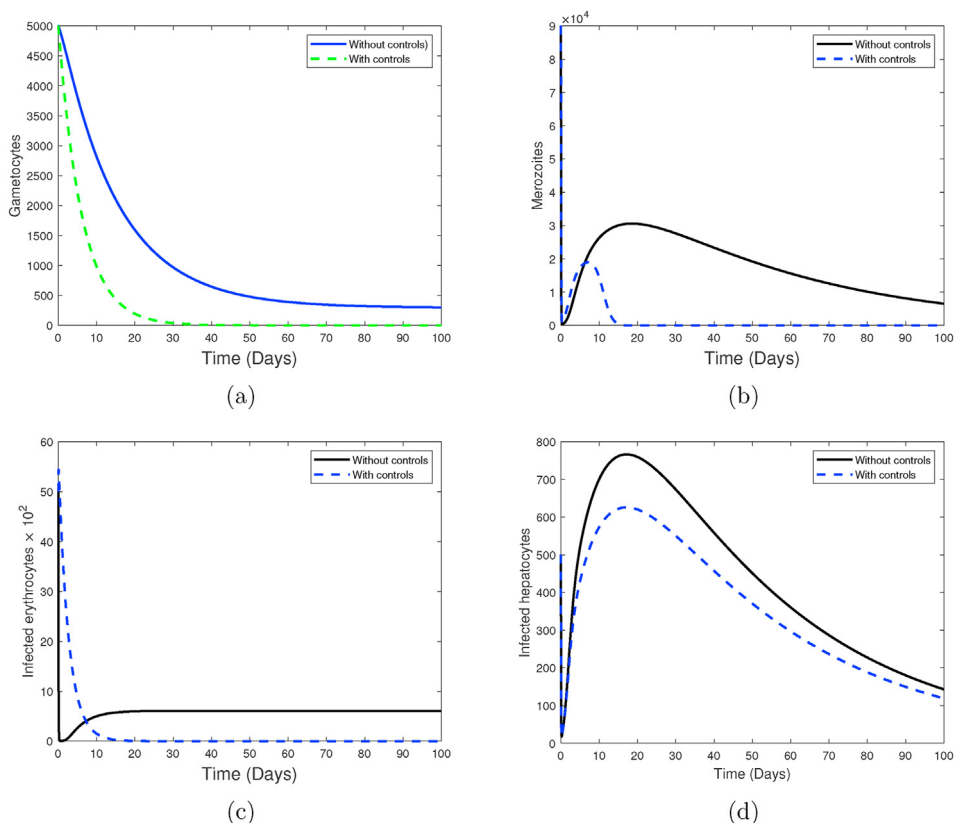 5000
4500
4000
3500
3000
2500
2000
1500
1000
500
0
Gametocytes
Without controls)
With controls
0 10 20 30 40 50 60 70 80 90 100
Time (Days)
(a)
×10⁴
9
8
7
6
5
4
3
2
1
0
Merozoites
Without controls
With controls
0 10 20 30 40 50 60 70 80 90 100
Time (Days)
(b)
60
50
40
30
20
10
0
Infected erythrocytes × 10²
Without controls
With controls
0 10 20 30 40 50 60 70 80 90 100
Time (Days)
(c)
800
700
600
500
400
300
200
100
0
Infected hepatocytes
Without controls
With controls
0 10 20 30 40 50 60 70 80 90 100
Time (Days)
(d)